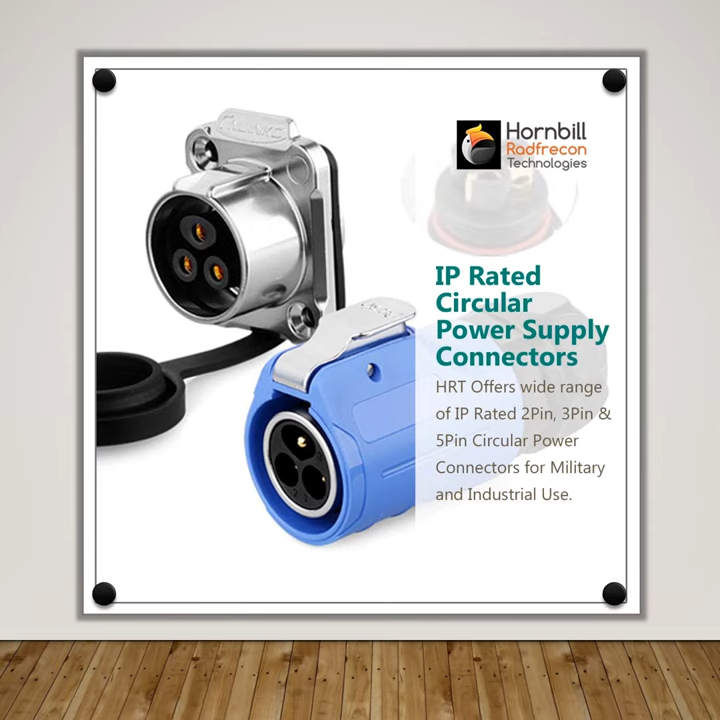 CNLINKO
Hornbill
Radfrecon
Technologies
IP Rated
Circular
Power Supply
Connectors
HRT Offers wide range
of IP Rated 2Pin, 3Pin &
5Pin Circular Power
Connectors for Military
and Industrial Use.